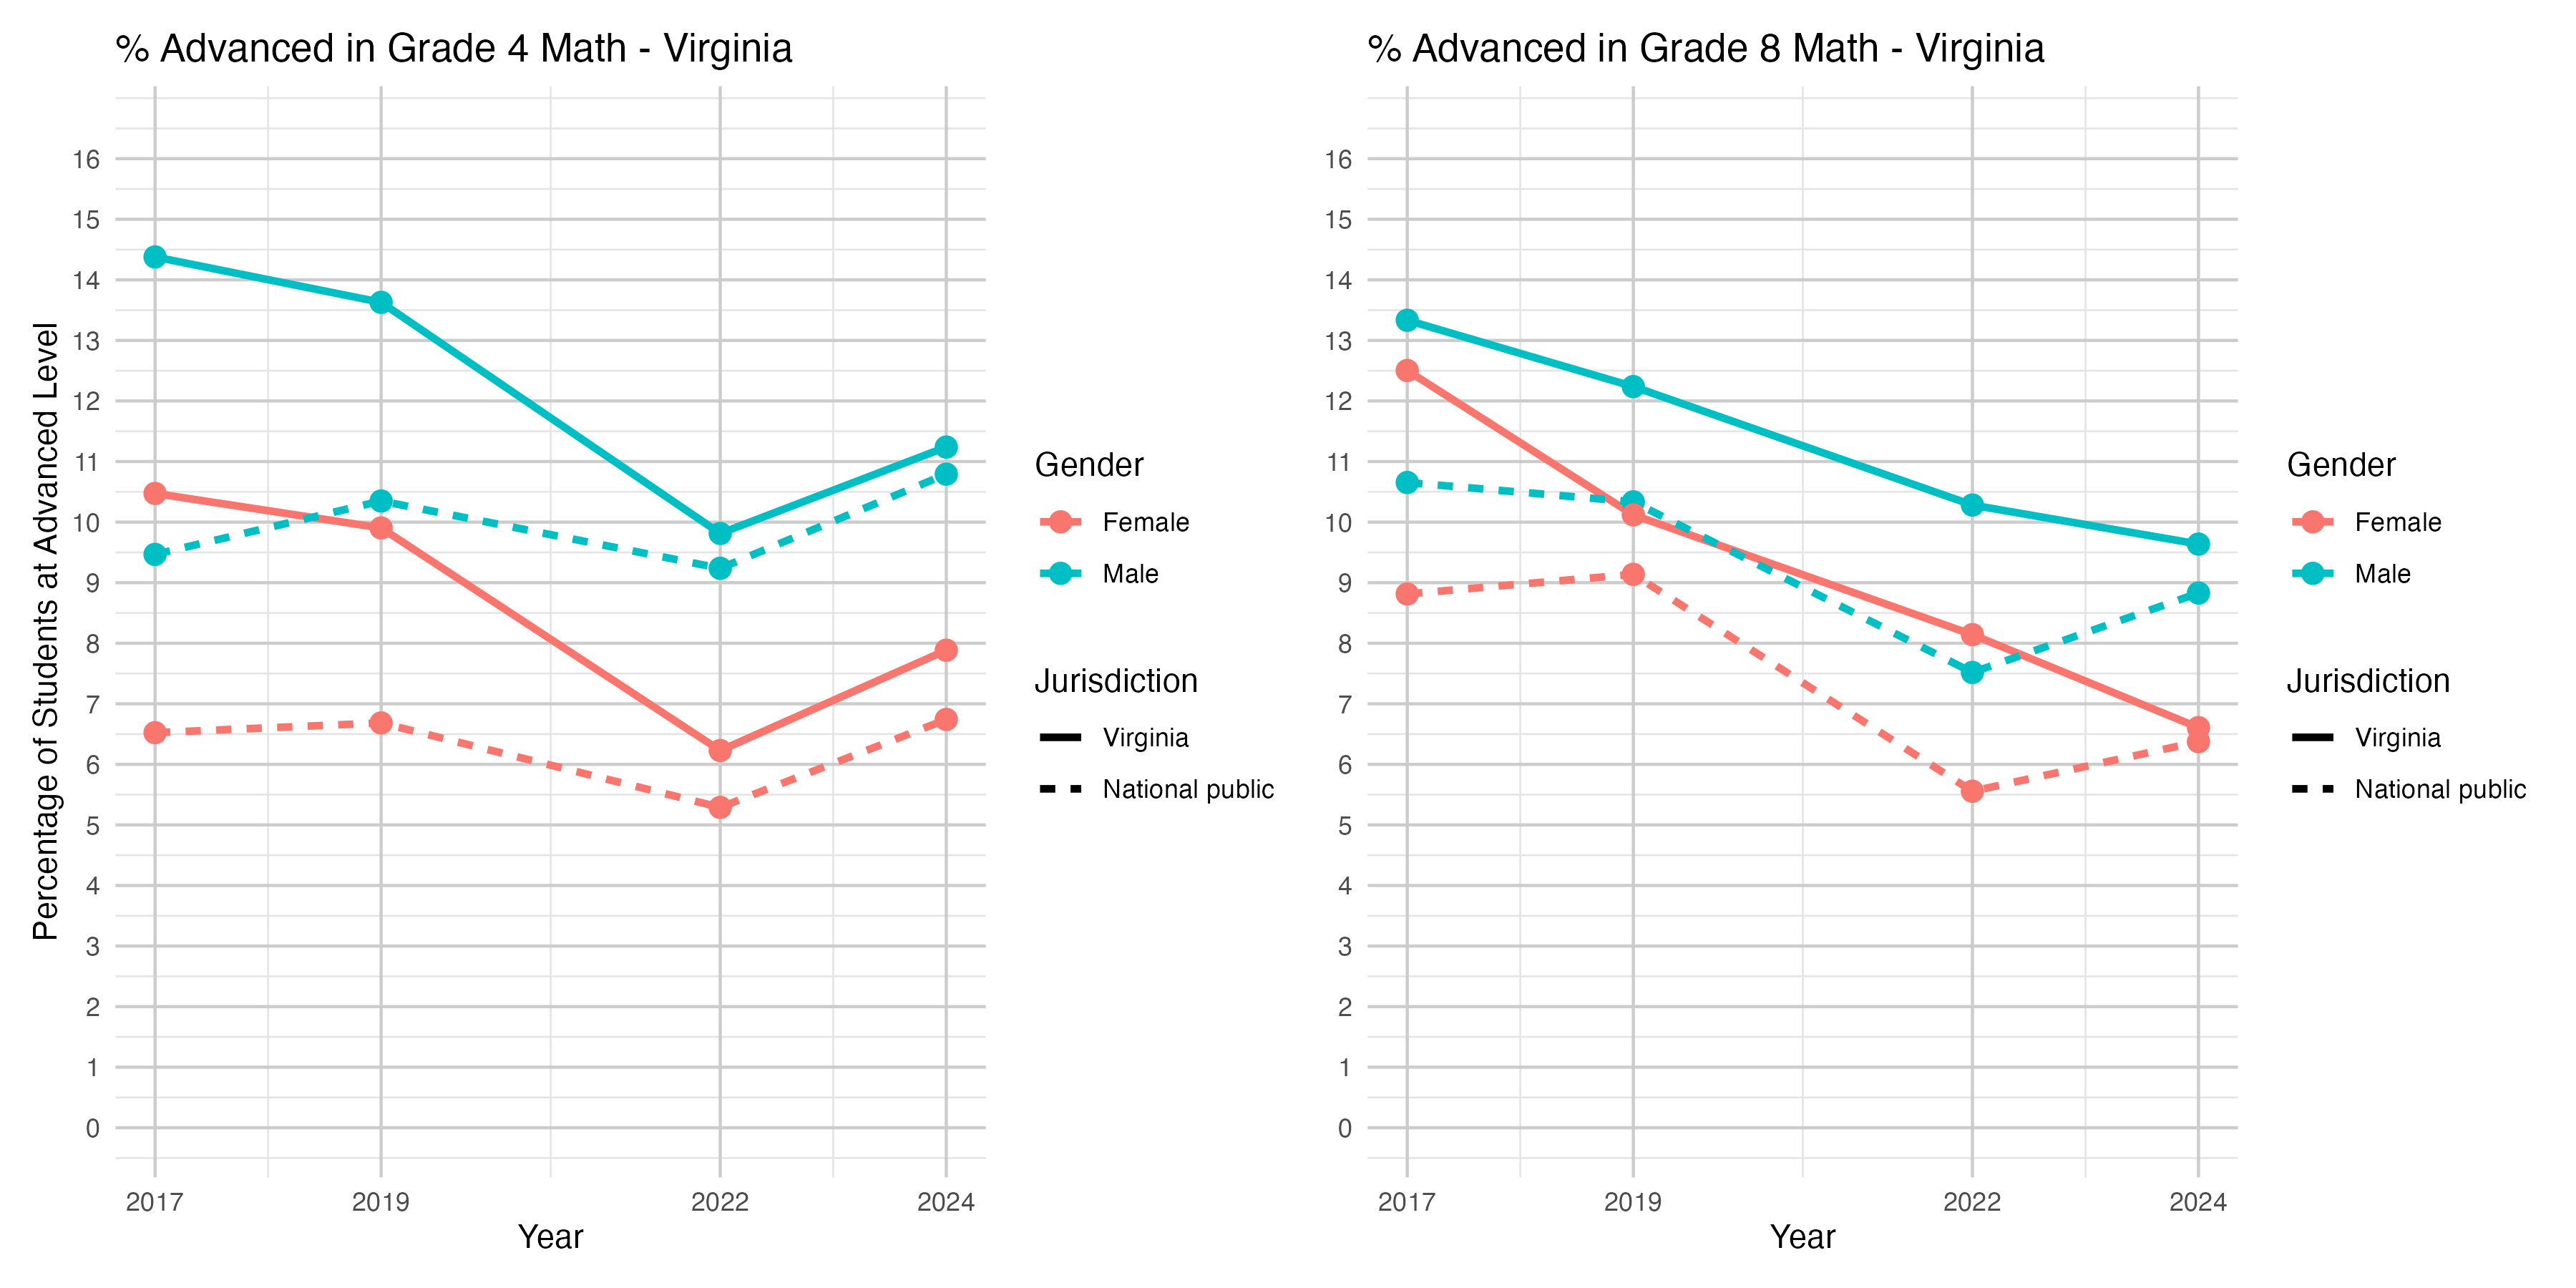 % Advanced in Grade 4 Math - Virginia
Percentage of Students at Advanced Level
16
15
14
13
12
11
10
9
8
7
6
5
4
3
2
1
0
2017 2019 2022 2024
Year
Gender
Female
Male
Jurisdiction
Virginia
National public
% Advanced in Grade 8 Math - Virginia
16
15
14
13
12
11
10
9
8
7
6
5
4
3
2
1
0
2017 2019 2022 2024
Year
Gender
Female
Male
Jurisdiction
Virginia
National public